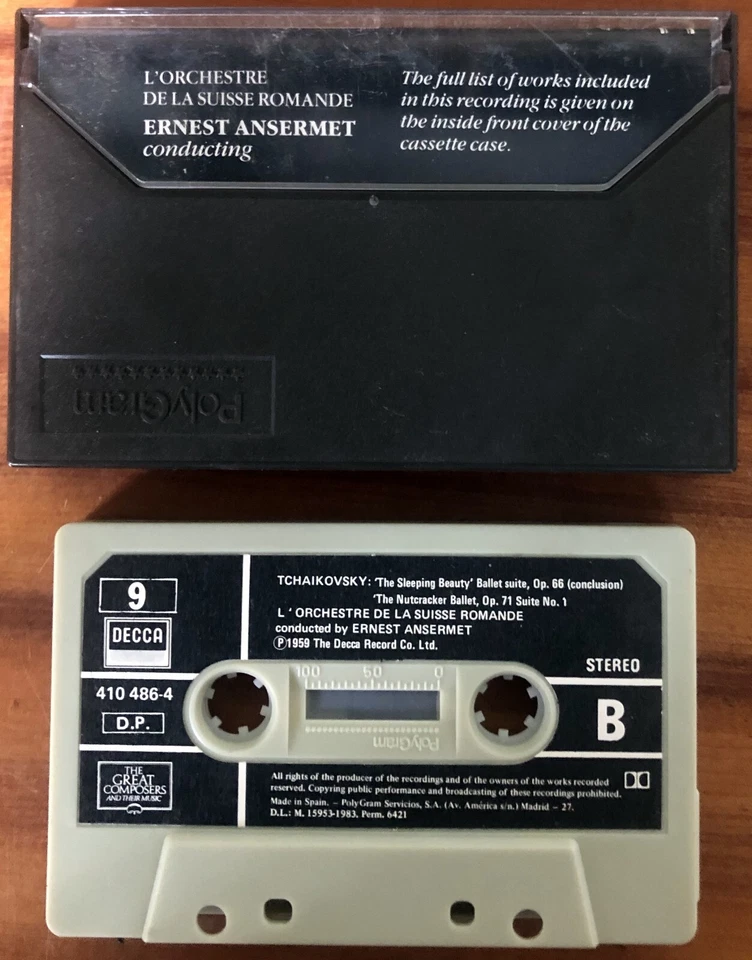 L'ORCHESTRE
DE LA SUISSE ROMANDE
ERNEST ANSERMET
conducting
The full list of works included
in this recording is given on
the inside front cover of the
cassette case.
PolyGram
9
DECCA
410 486-4
D.P.
THE
GREAT
COMPOSERS
AND THEIR MUSIC
TCHAIKOVSKY: 'The Sleeping Beauty' Ballet suite, Op. 66 (conclusion)
'The Nutcracker Ballet, Op. 71 Suite No. 1
L 'ORCHESTRE DE LA SUISSE ROMANDE
conducted by ERNEST ANSERMET
Ⓟ1959 The Decca Record Co. Ltd.
STEREO
B
100 50 0
PolyGram
All rights of the producer of the recordings and of the owners of the works recorded
reserved. Copying public performance and broadcasting of these recordings prohibited.
Made in Spain. – PolyGram Servicios, S.A. (Av. América s/n.) Madrid – 27.
D.L.: M. 15953-1983, Perm. 6421